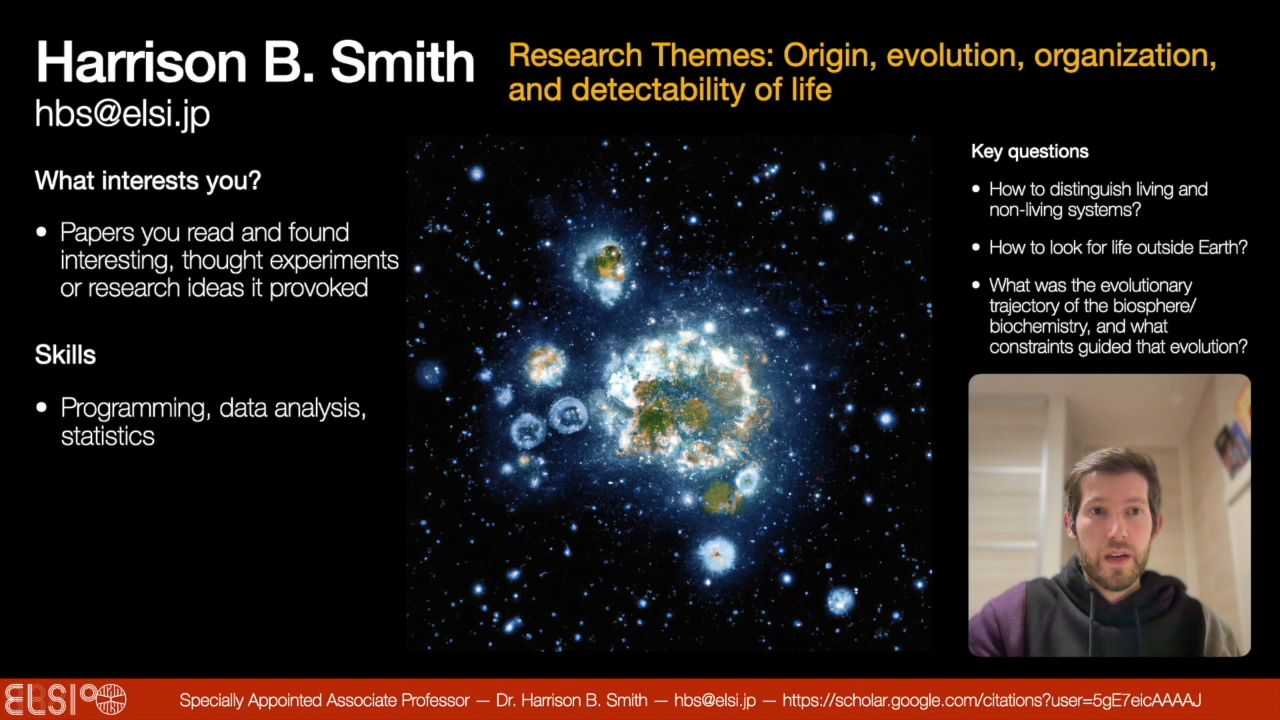 Harrison B. Smith
hbs@elsi.jp
Research Themes: Origin, evolution, organization,
and detectability of life
What interests you?
• Papers you read and found
interesting, thought experiments
or research ideas it provoked
Skills
• Programming, data analysis,
statistics
Key questions
• How to distinguish living and
non-living systems?
• How to look for life outside Earth?
• What was the evolutionary
trajectory of the biosphere/
biochemistry, and what
constraints guided that evolution?
ELSI
Specially Appointed Associate Professor — Dr. Harrison B. Smith — hbs@elsi.jp — https://scholar.google.com/citations?user=5gE7eicAAAAJ